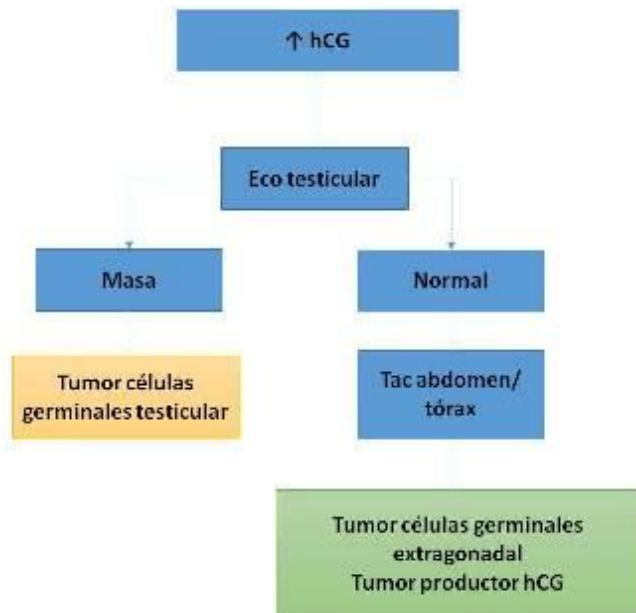 ↑ hCG
Eco testicular
Masa
Normal
Tumor células
germinales testicular
Tac abdomen/
tórax
Tumor células germinales
extragonadal
Tumor productor hCG